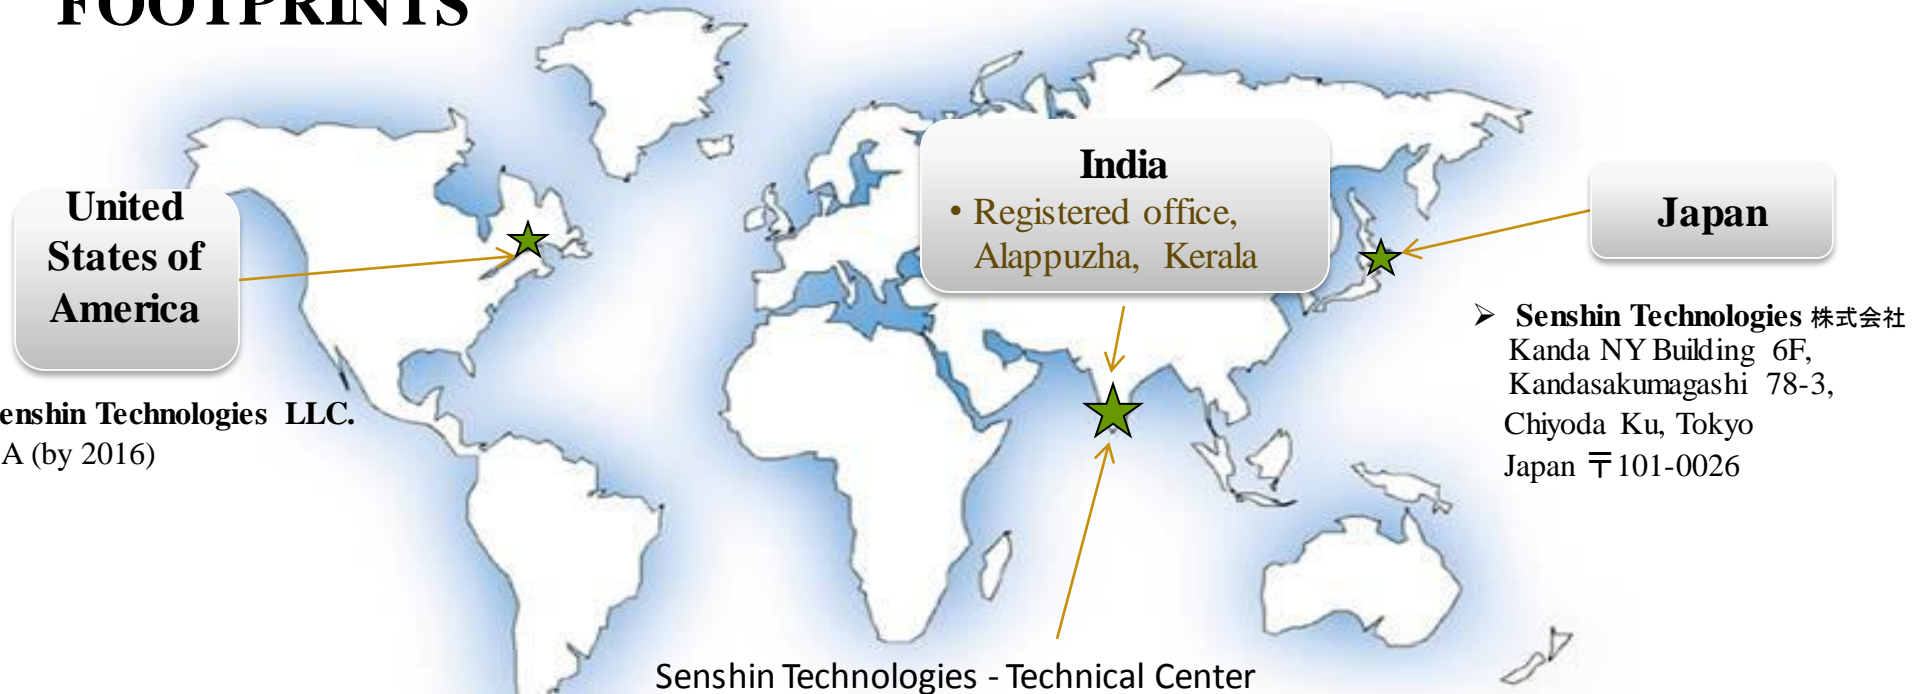 FOOTPRINTS
United
States of
America
enshin Technologies LLC.
A (by 2016)
India
• Registered office,
Alappuzha, Kerala
Japan
➢ Senshin Technologies 株式会社
Kanda NY Building 6F,
Kandasakumagashi 78-3,
Chiyoda Ku, Tokyo
Japan 〒101-0026
Senshin Technologies - Technical Center